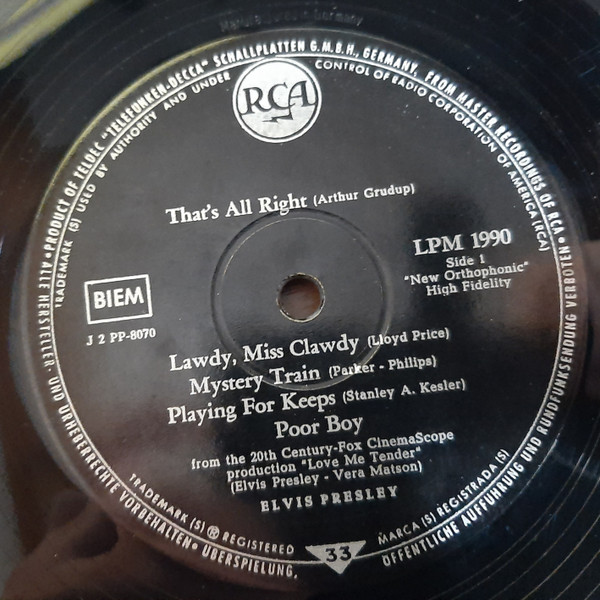 Made in Germany
• PRODUCT OF TELDEC "TELEFUNKEN-DECCA" SCHALLPLATTEN G.M.B.H., GERMANY, FROM MASTER RECORDINGS OF RCA •
TRADEMARK (S) USED BY AUTHORITY AND UNDER CONTROL OF RADIO CORPORATION OF AMERICA (RCA)
RCA
That's All Right (Arthur Grudup)
LPM 1990
Side 1
"New Orthophonic"
High Fidelity
BIEM
J 2 PP-8070
Lawdy, Miss Clawdy (Lloyd Price)
Mystery Train (Parker - Philips)
Playing For Keeps (Stanley A. Kesler)
Poor Boy
from the 20th Century-Fox CinemaScope
production "Love Me Tender"
(Elvis Presley - Vera Matson)
ELVIS PRESLEY
TRADEMARK (S) ® REGISTERED
33
MARCA (S) REGISTRADA (S)
ALLE HERSTELLER- UND URHEBERRECHTE VORBEHALTEN • ÜBERSPIELUNG,
ÖFFENTLICHE AUFFÜHRUNG UND RUNDFUNKSENDUNG VERBOTEN